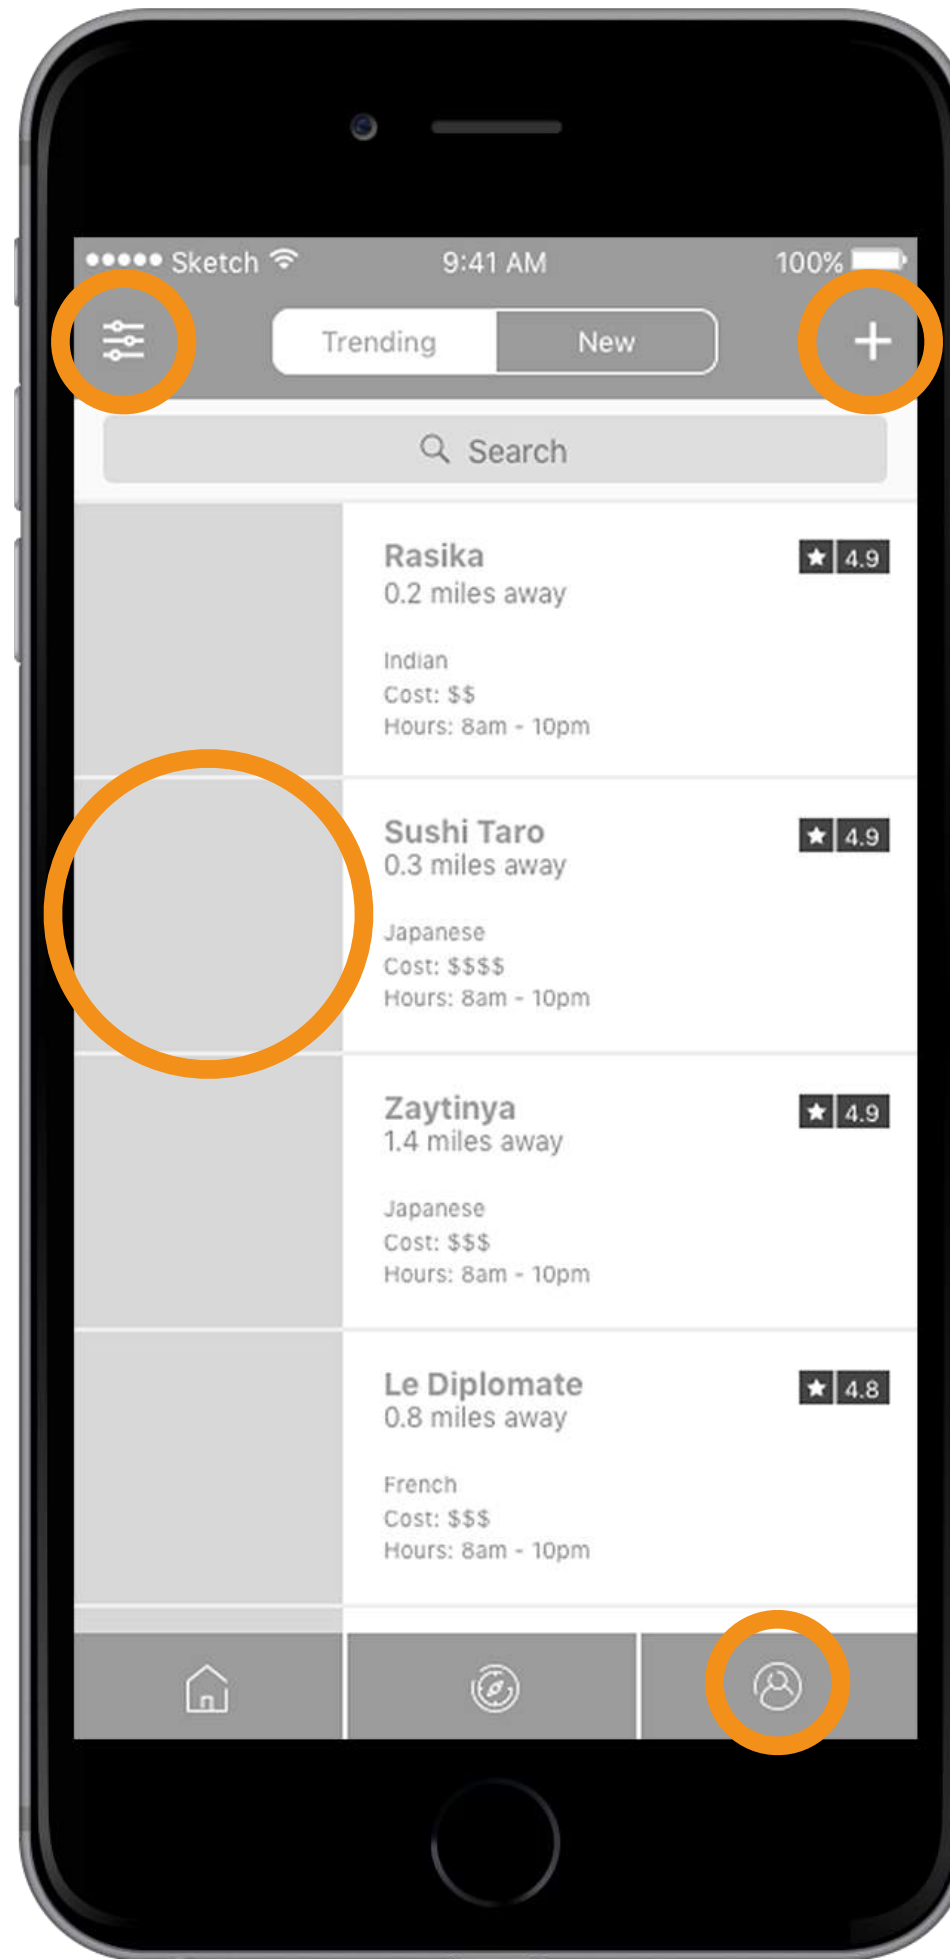 Sketch 9:41 AM 100%
Trending New
Search
Rasika 4.9
0.2 miles away
Indian
Cost: $$
Hours: 8am - 10pm
Sushi Taro 4.9
0.3 miles away
Japanese
Cost: $$$$
Hours: 8am - 10pm
Zaytinya 4.9
1.4 miles away
Japanese
Cost: $$$
Hours: 8am - 10pm
Le Diplomate 4.8
0.8 miles away
French
Cost: $$$
Hours: 8am - 10pm